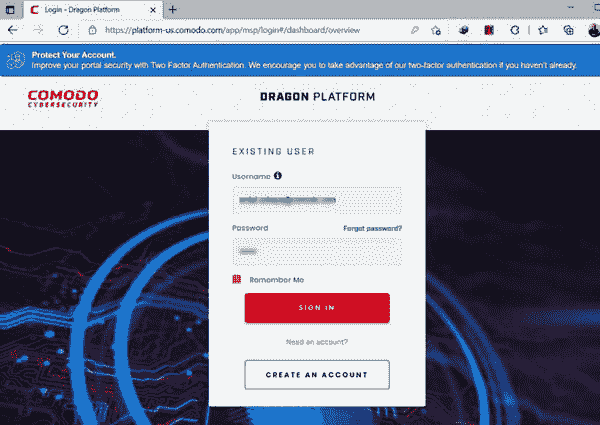 Login - Dragon Platform
https://platform-us.comodo.com/app/msp/login#/dashboard/overview
Protect Your Account.
Improve your portal security with Two Factor Authentication. We encourage you to take advantage of our two-factor authentication if you haven't already.
COMODO
CYBERSECURITY
DRAGON PLATFORM
EXISTING USER
Username
Password Forgot password?
Remember Me
SIGN IN
Need an account?
CREATE AN ACCOUNT